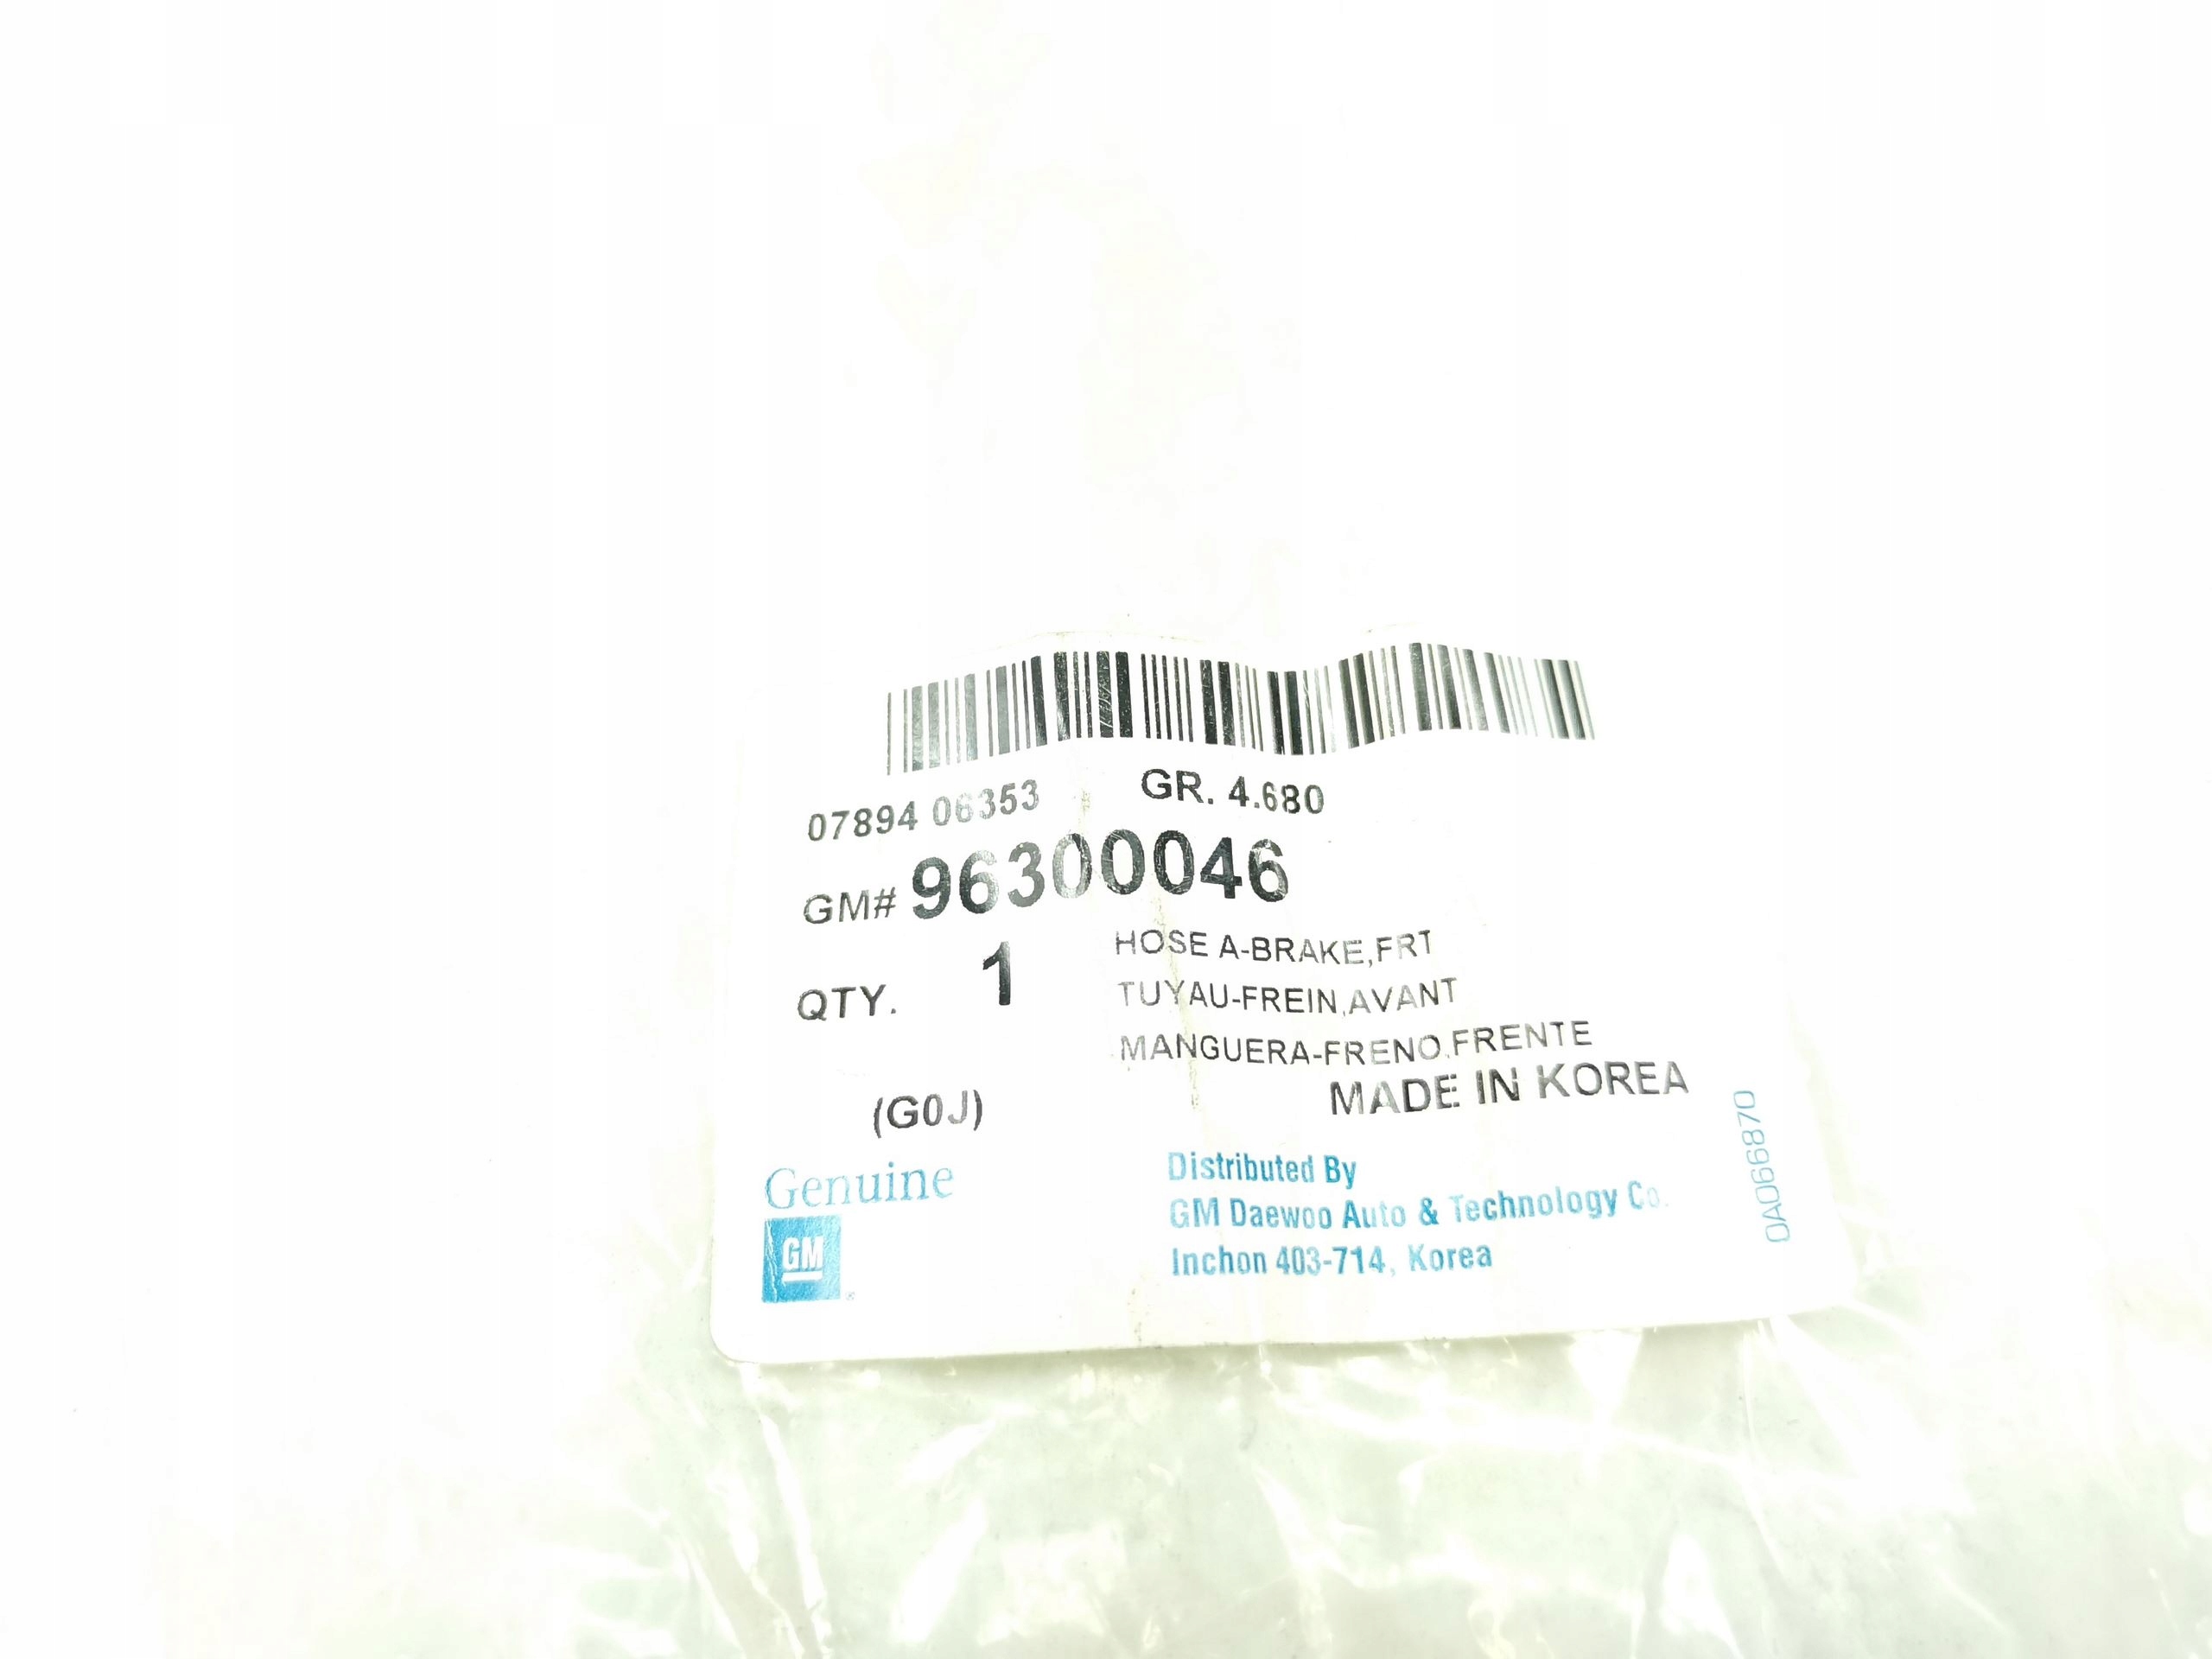 07894 06353 GR. 4.680
GM# 96300046
QTY. 1
HOSE A-BRAKE,FRT
TUYAU-FREIN,AVANT
MANGUERA-FRENO,FRENTE
MADE IN KOREA
(G0J)
Genuine
GM
Distributed By
GM Daewoo Auto & Technology Co.
Inchon 403-714, Korea
0A066870